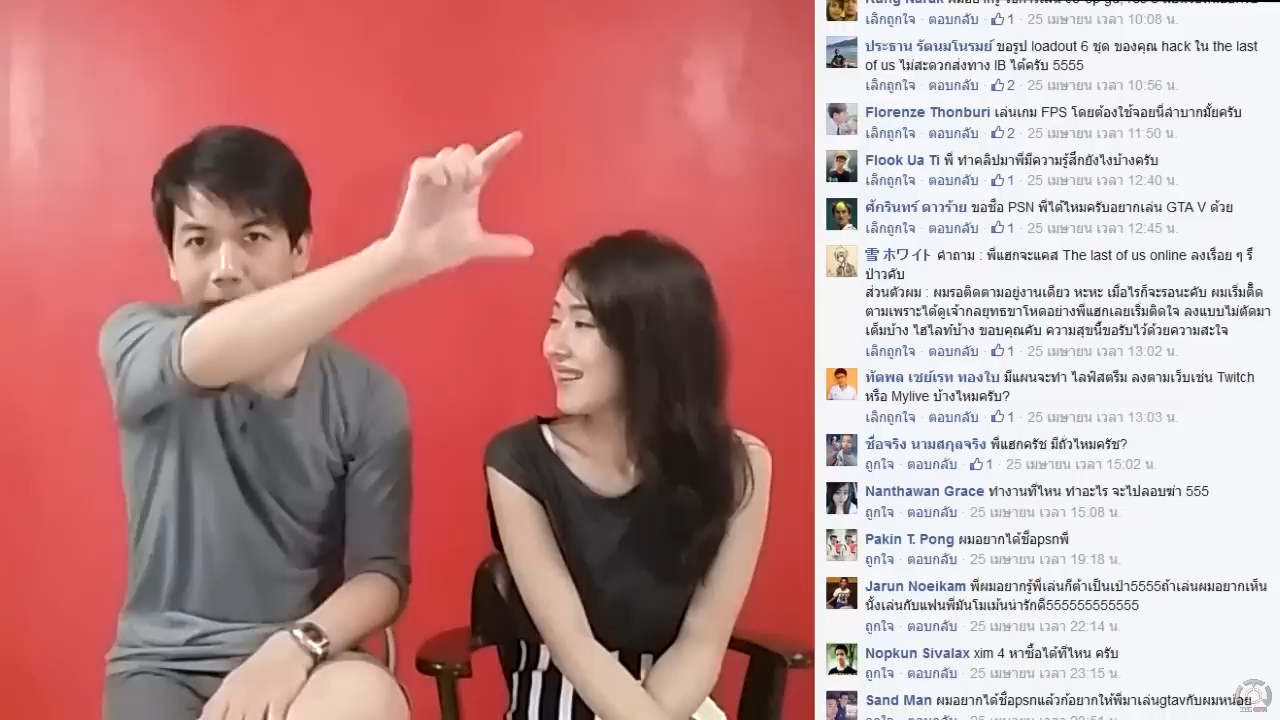 เลิกถูกใจ · ตอบกลับ · 1 · 25 เมษายน เวลา 10:08 น.
ประธาน รัตนมโนรมย์ ขอรูป loadout 6 ชุด ของคุณ hack ใน the last
of us ไม่สะดวกส่งทาง IB ได้ครับ 5555
เลิกถูกใจ · ตอบกลับ · 2 · 25 เมษายน เวลา 10:56 น.
Florenze Thonburi เล่นเกม FPS โดยต้องใช้จอยนี่ลำบากมั้ยครับ
เลิกถูกใจ · ตอบกลับ · 2 · 25 เมษายน เวลา 11:50 น.
Flook Ua Ti พี่ ทำคลิปมาพี่มีความรู้สึกยังไงบ้างครับ
เลิกถูกใจ · ตอบกลับ · 1 · 25 เมษายน เวลา 12:40 น.
ศักรินทร์ ดาวร้าย ขอชื่อ PSN พี่ได้ไหมครับอยากเล่น GTA V ด้วย
เลิกถูกใจ · ตอบกลับ · 1 · 25 เมษายน เวลา 12:45 น.
雪 ホワイト คำถาม : พี่แฮกจะแคส The last of us online ลงเรื่อย ๆ รึ
ป่าวคับ
ส่วนตัวผม : ผมรอติดตามอยู่งานเดียว หะหะ เมื่อไรก็จะรอนะคับ ผมเริ่มติด
ตามเพราะได้ดูเจ้ากลยุทธขาโหดอย่างพี่แฮกเลยเริ่มติดใจ ลงแบบไม่ตัดมา
เต็มบ้าง ไฮไลท์บ้าง ขอบคุณคับ ความสุขนี้ขอรับไว้ด้วยความสะใจ
เลิกถูกใจ · ตอบกลับ · 1 · 25 เมษายน เวลา 13:02 น.
ทัตพล เซย์เรท ทองใบ มีแผนจะทำ ไลฟ์สตรีม ลงตามเว็บเช่น Twitch
หรือ Mylive บ้างไหมครับ?
เลิกถูกใจ · ตอบกลับ · 1 · 25 เมษายน เวลา 13:03 น.
ชื่อจริง นามสกุลจริง พี่แฮกครัช มีถั่วไหมครัช?
ถูกใจ · ตอบกลับ · 1 · 25 เมษายน เวลา 15:02 น.
Nanthawan Grace ทำงานที่ไหน ทำอะไร จะไปลอบฆ่า 555
ถูกใจ · ตอบกลับ · 25 เมษายน เวลา 15:08 น.
Pakin T. Pong ผมอยากได้ชื่อpsnพี่
ถูกใจ · ตอบกลับ · 25 เมษายน เวลา 19:18 น.
Jarun Noeikam พี่ผมอยากรู้พี่เล่นกี่ตำเป็นเป่า5555ถ้าเล่นผมอยากเห็น
นั้งเล่นกับแฟนพี่มันโมเม้นน่ารักดี555555555555
ถูกใจ · ตอบกลับ · 25 เมษายน เวลา 22:14 น.
Nopkun Sivalax xim 4 หาซื้อได้ที่ไหน ครับ
ถูกใจ · ตอบกลับ · 25 เมษายน เวลา 23:15 น.
Sand Man ผมอยากได้ชื่อpsnแล้วก้อยากให้พี่มาเล่นgtavกับผมหน่อย